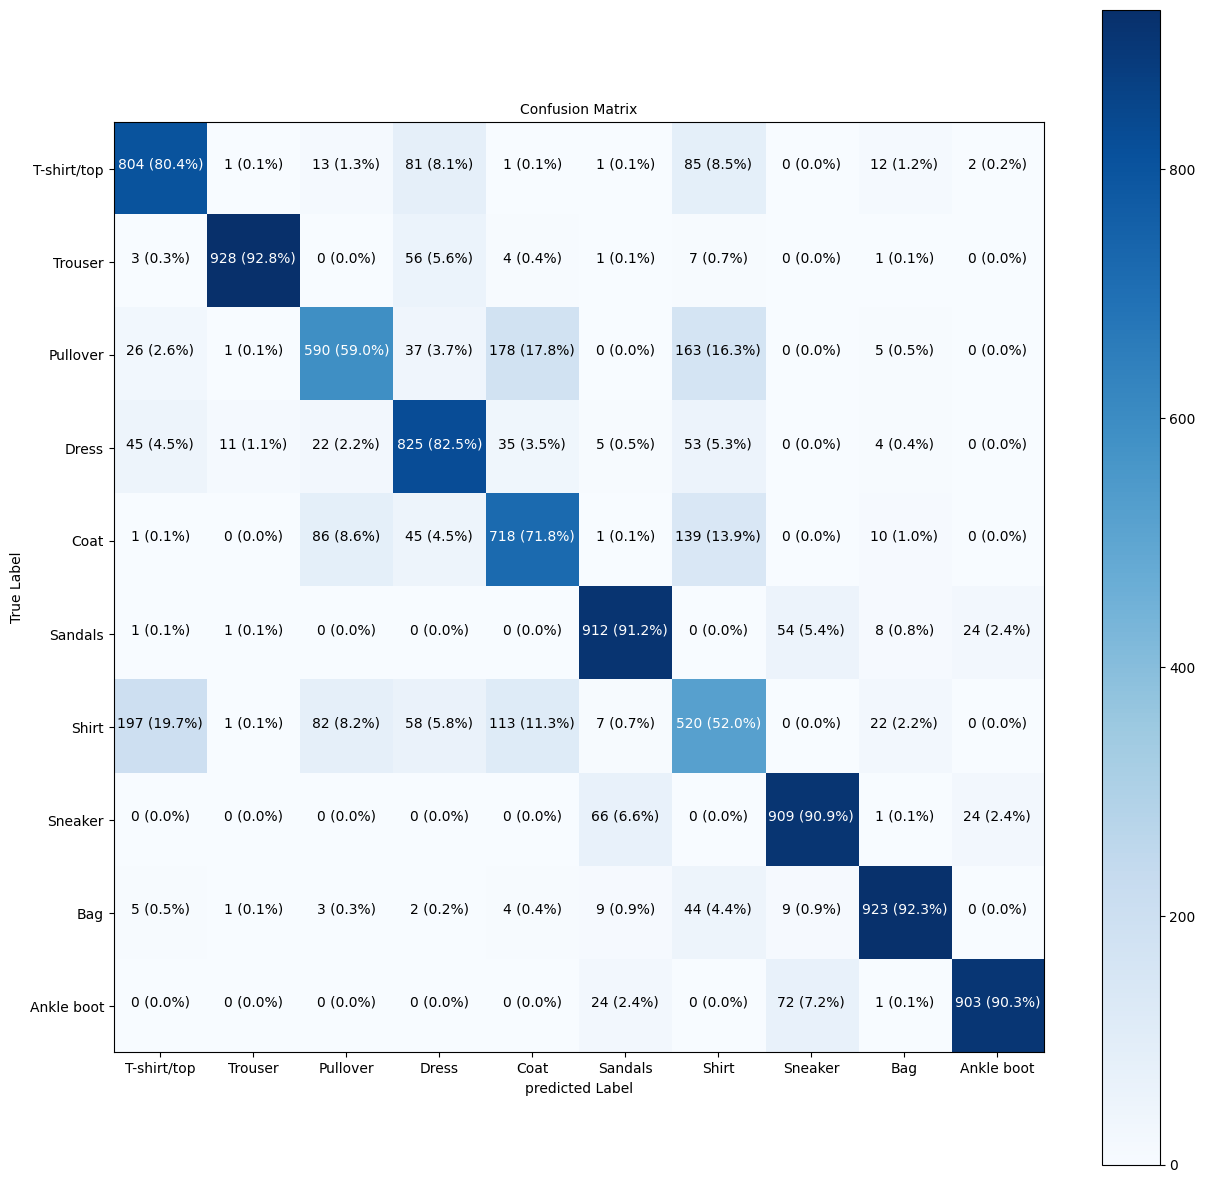 Confusion Matrix
T-shirt/top 804 (80.4%) 1 (0.1%) 13 (1.3%) 81 (8.1%) 1 (0.1%) 1 (0.1%) 85 (8.5%) 0 (0.0%) 12 (1.2%) 2 (0.2%)
Trouser 3 (0.3%) 928 (92.8%) 0 (0.0%) 56 (5.6%) 4 (0.4%) 1 (0.1%) 7 (0.7%) 0 (0.0%) 1 (0.1%) 0 (0.0%)
Pullover 26 (2.6%) 1 (0.1%) 590 (59.0%) 37 (3.7%) 178 (17.8%) 0 (0.0%) 163 (16.3%) 0 (0.0%) 5 (0.5%) 0 (0.0%)
Dress 45 (4.5%) 11 (1.1%) 22 (2.2%) 825 (82.5%) 35 (3.5%) 5 (0.5%) 53 (5.3%) 0 (0.0%) 4 (0.4%) 0 (0.0%)
Coat 1 (0.1%) 0 (0.0%) 86 (8.6%) 45 (4.5%) 718 (71.8%) 1 (0.1%) 139 (13.9%) 0 (0.0%) 10 (1.0%) 0 (0.0%)
Sandals 1 (0.1%) 1 (0.1%) 0 (0.0%) 0 (0.0%) 0 (0.0%) 912 (91.2%) 0 (0.0%) 54 (5.4%) 8 (0.8%) 24 (2.4%)
Shirt 197 (19.7%) 1 (0.1%) 82 (8.2%) 58 (5.8%) 113 (11.3%) 7 (0.7%) 520 (52.0%) 0 (0.0%) 22 (2.2%) 0 (0.0%)
Sneaker 0 (0.0%) 0 (0.0%) 0 (0.0%) 0 (0.0%) 0 (0.0%) 66 (6.6%) 0 (0.0%) 909 (90.9%) 1 (0.1%) 24 (2.4%)
Bag 5 (0.5%) 1 (0.1%) 3 (0.3%) 2 (0.2%) 4 (0.4%) 9 (0.9%) 44 (4.4%) 9 (0.9%) 923 (92.3%) 0 (0.0%)
Ankle boot 0 (0.0%) 0 (0.0%) 0 (0.0%) 0 (0.0%) 0 (0.0%) 24 (2.4%) 0 (0.0%) 72 (7.2%) 1 (0.1%) 903 (90.3%)
T-shirt/top Trouser Pullover Dress Coat Sandals Shirt Sneaker Bag Ankle boot
predicted Label
True Label
800
600
400
200
0